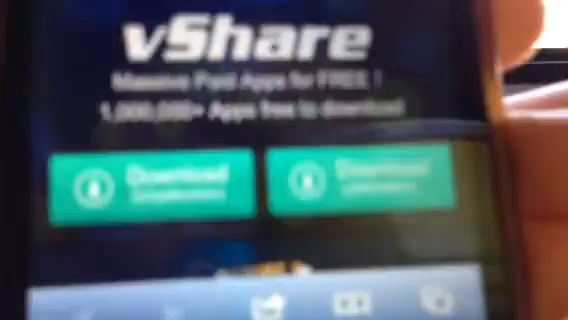 vShare
Massive Paid Apps for FREE !
1,000,000+ Apps free to download
Download
Download